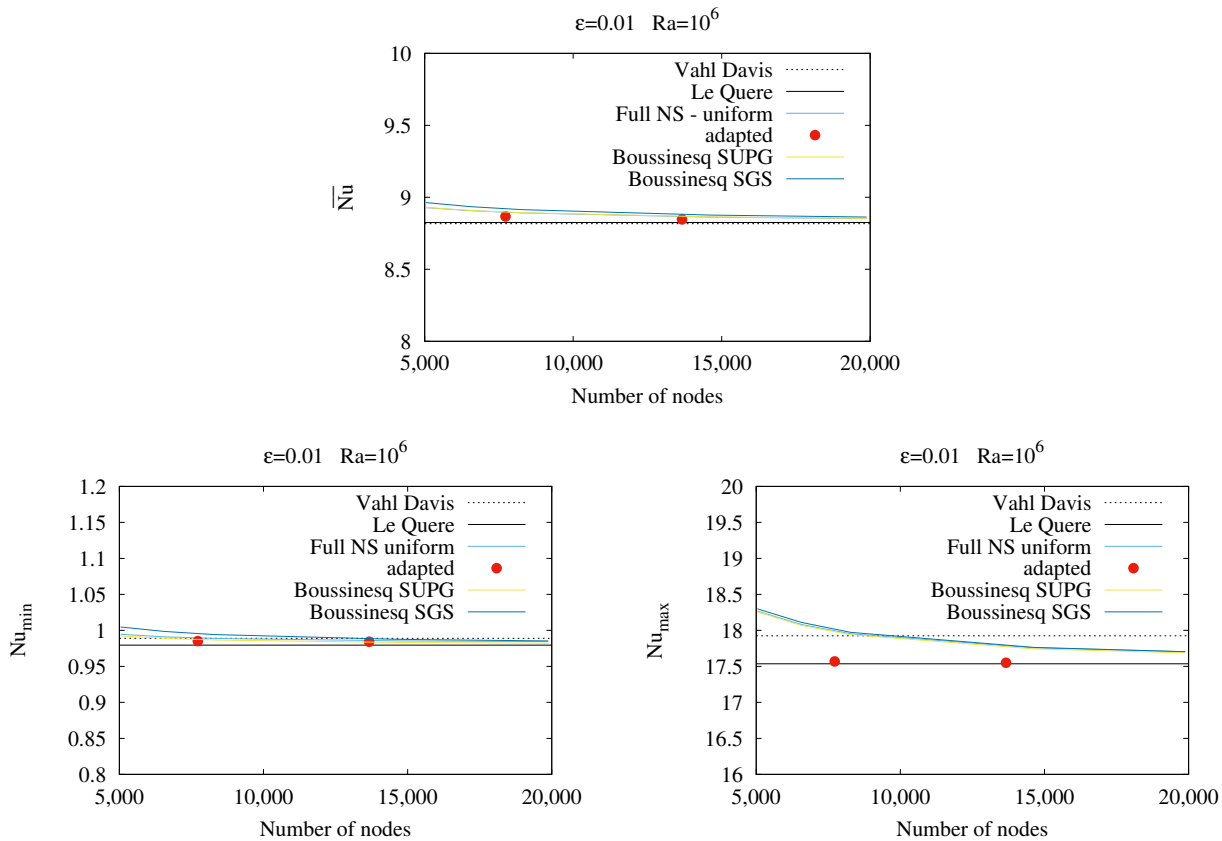 ε=0.01 Ra=10^6
10
9.5
9
8.5
8
Nu
Vahl Davis
Le Quere
Full NS - uniform
adapted
Boussinesq SUPG
Boussinesq SGS
5,000 10,000 15,000 20,000
Number of nodes
ε=0.01 Ra=10^6
1.2
1.15
1.1
1.05
1
0.95
0.9
0.85
0.8
Nu_min
Vahl Davis
Le Quere
Full NS uniform
adapted
Boussinesq SUPG
Boussinesq SGS
5,000 10,000 15,000 20,000
Number of nodes
ε=0.01 Ra=10^6
20
19.5
19
18.5
18
17.5
17
16.5
16
Nu_max
Vahl Davis
Le Quere
Full NS uniform
adapted
Boussinesq SUPG
Boussinesq SGS
5,000 10,000 15,000 20,000
Number of nodes